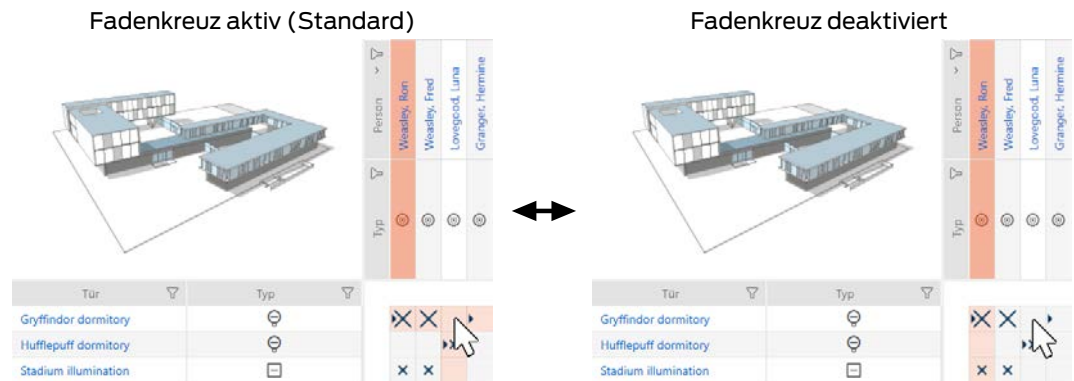 Fadenkreuz aktiv (Standard)
Person
Weasley, Ron
Weasley, Fred
Lovegood, Luna
Granger, Hermine
Typ
Tür Typ
Gryffindor dormitory
Hufflepuff dormitory
Stadium illumination
Fadenkreuz deaktiviert
Person
Weasley, Ron
Weasley, Fred
Lovegood, Luna
Granger, Hermine
Typ
Tür Typ
Gryffindor dormitory
Hufflepuff dormitory
Stadium illumination